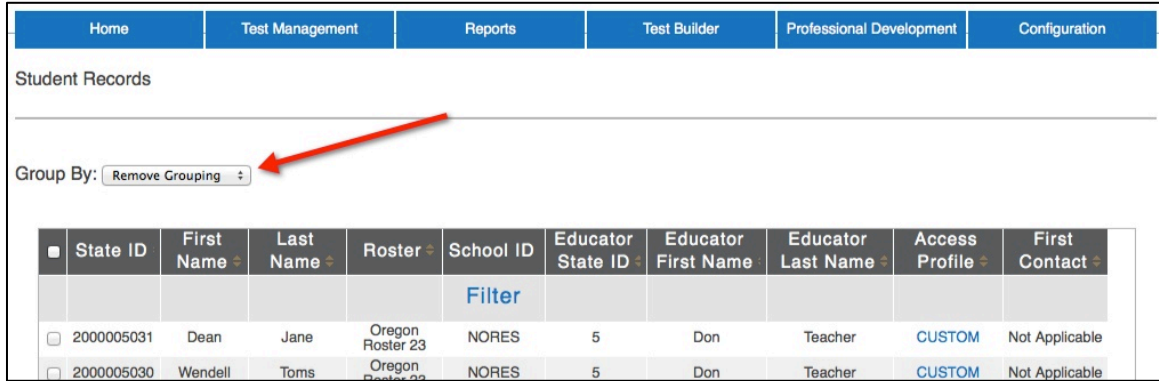 Home Test Management Reports Test Builder Professional Development Configuration
Student Records
Group By: Remove Grouping
State ID First Name Last Name Roster School ID Educator State ID Educator First Name Educator Last Name Access Profile First Contact
Filter
2000005031 Dean Jane Oregon Roster 23 NORES 5 Don Teacher CUSTOM Not Applicable
2000005030 Wendell Toms Oregon Roster 23 NORES 5 Don Teacher CUSTOM Not Applicable